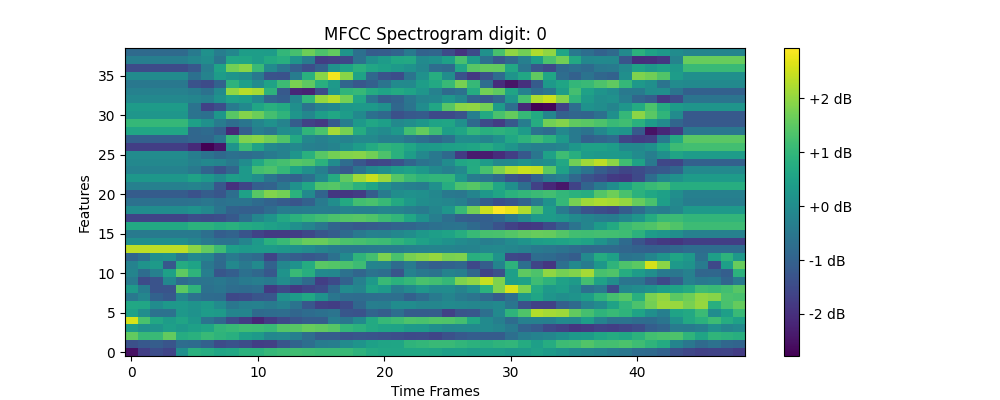 MFCC Spectrogram digit: 0
Features
35
30
25
20
15
10
5
0
0 10 20 30 40
Time Frames
+2 dB
+1 dB
+0 dB
-1 dB
-2 dB